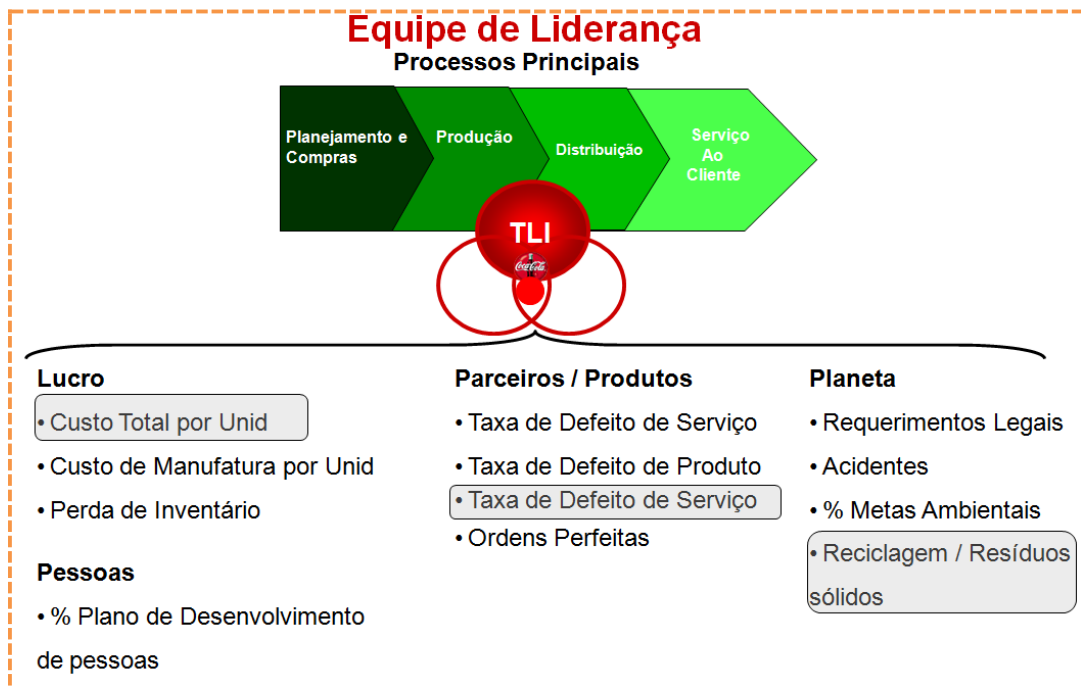 Equipe de Liderança
Processos Principais
Planejamento e
Compras
Produção
Distribuição
Serviço
Ao
Cliente
TLI
Coca-Cola
Lucro
• Custo Total por Unid
• Custo de Manufatura por Unid
• Perda de Inventário
Pessoas
• % Plano de Desenvolvimento
de pessoas
Parceiros / Produtos
• Taxa de Defeito de Serviço
• Taxa de Defeito de Produto
• Taxa de Defeito de Serviço
• Ordens Perfeitas
Planeta
• Requerimentos Legais
• Acidentes
• % Metas Ambientais
• Reciclagem / Resíduos
sólidos